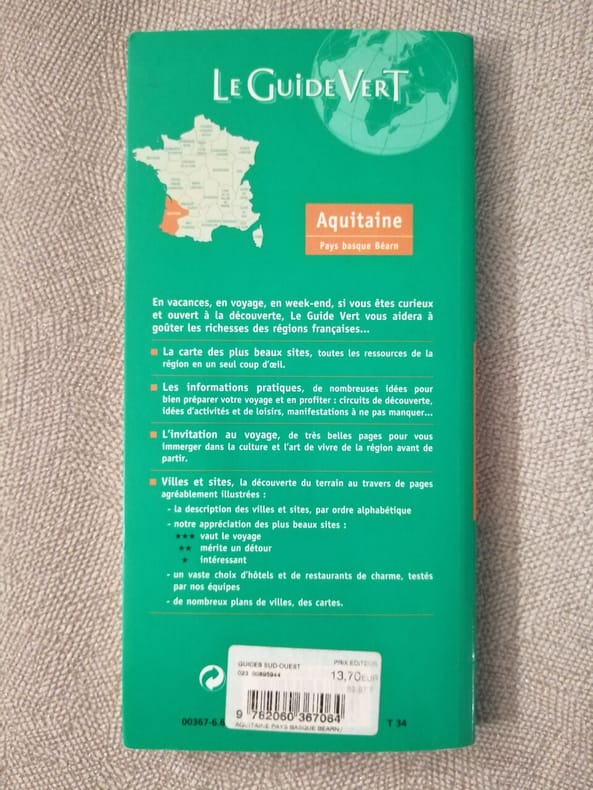 LE GUIDE VERT
Aquitaine
Pays basque Béarn
En vacances, en voyage, en week-end, si vous êtes curieux
et ouvert à la découverte, Le Guide Vert vous aidera à
goûter les richesses des régions françaises...
La carte des plus beaux sites, toutes les ressources de la
région en un seul coup d'œil.
Les informations pratiques, de nombreuses idées pour
bien préparer votre voyage et en profiter : circuits de découverte,
idées d'activités et de loisirs, manifestations à ne pas manquer...
L'invitation au voyage, de très belles pages pour vous
immerger dans la culture et l'art de vivre de la région avant de
partir.
Villes et sites, la découverte du terrain au travers de pages
agréablement illustrées :
- la description des villes et sites, par ordre alphabétique
- notre appréciation des plus beaux sites :
★★★ vaut le voyage
★★ mérite un détour
★ intéressant
- un vaste choix d'hôtels et de restaurants de charme, testés
par nos équipes
- de nombreux plans de villes, des cartes.
GUIDES SUD-OUEST PRIX EDITEUR
023 00895944 13,70EUR
9 782060 367064
AQUITAINE PAYS BASQUE BEARN/
00367-6.6 T 34